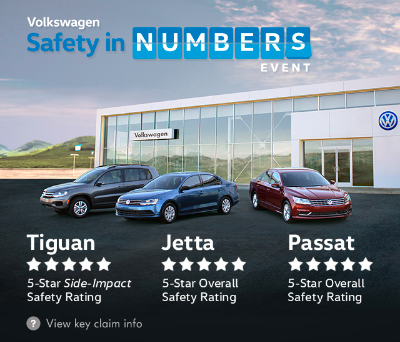 Volkswagen
Safety in NUMBERS
EVENT
Volkswagen
Tiguan
5-Star Side-Impact
Safety Rating
Jetta
5-Star Overall
Safety Rating
Passat
5-Star Overall
Safety Rating
? View key claim info